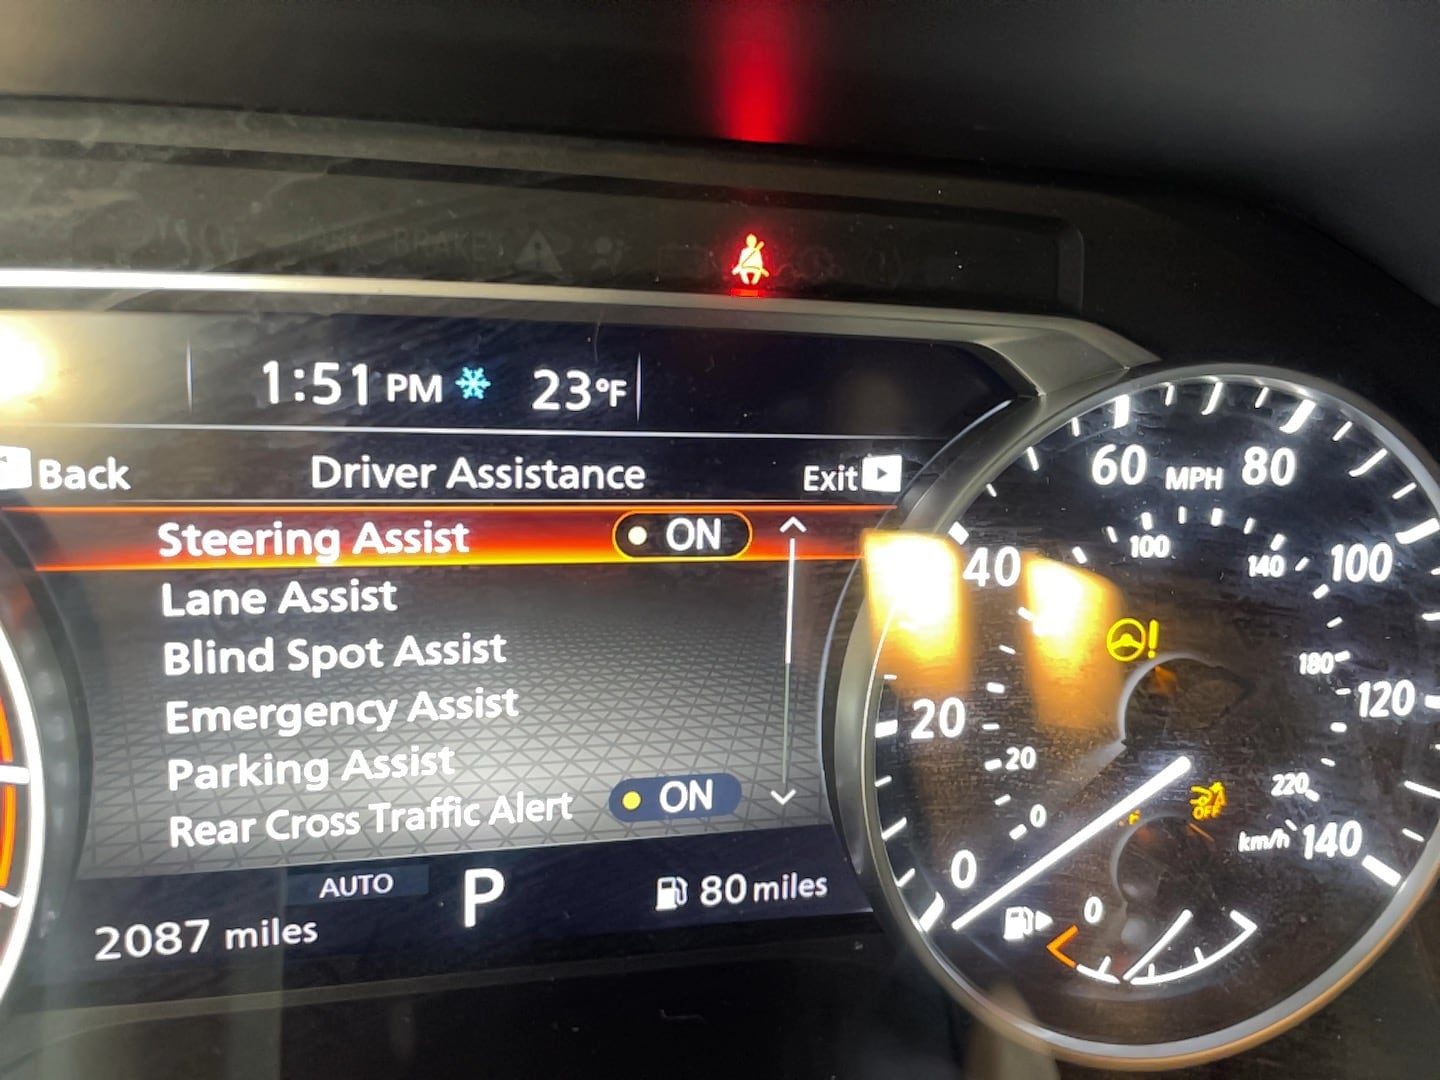 PARK BRAKE
1:51 PM 23°F
Back Driver Assistance Exit
Steering Assist ON
Lane Assist
Blind Spot Assist
Emergency Assist
Parking Assist
Rear Cross Traffic Alert ON
AUTO P 80 miles
2087 miles
60 MPH 80
100 140
40 100
180
20 120
20 220
0 OFF
0 km/h 140
0